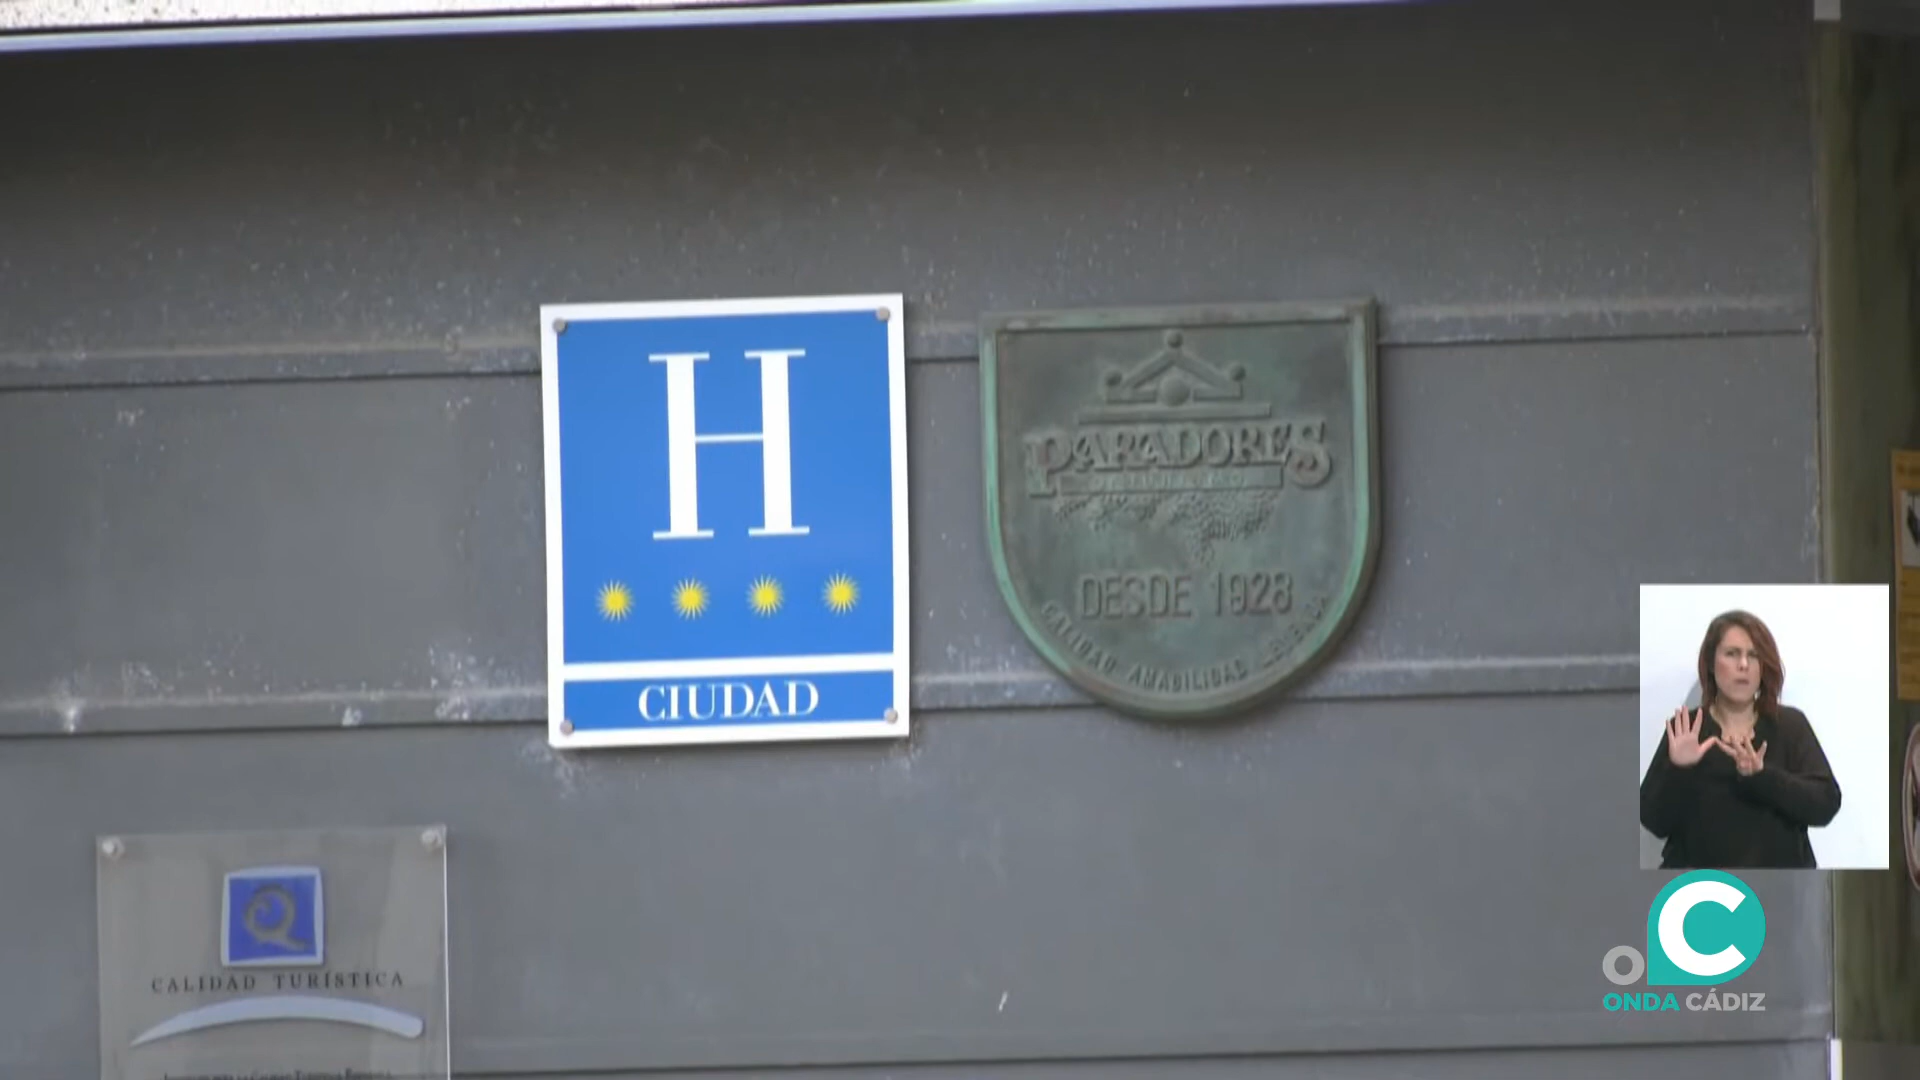 H
CIUDAD
PARADORES
DESDE 1928
CALIDAD AMABILIDAD
Q
CALIDAD TURÍSTICA
C
O
ONDA CÁDIZ